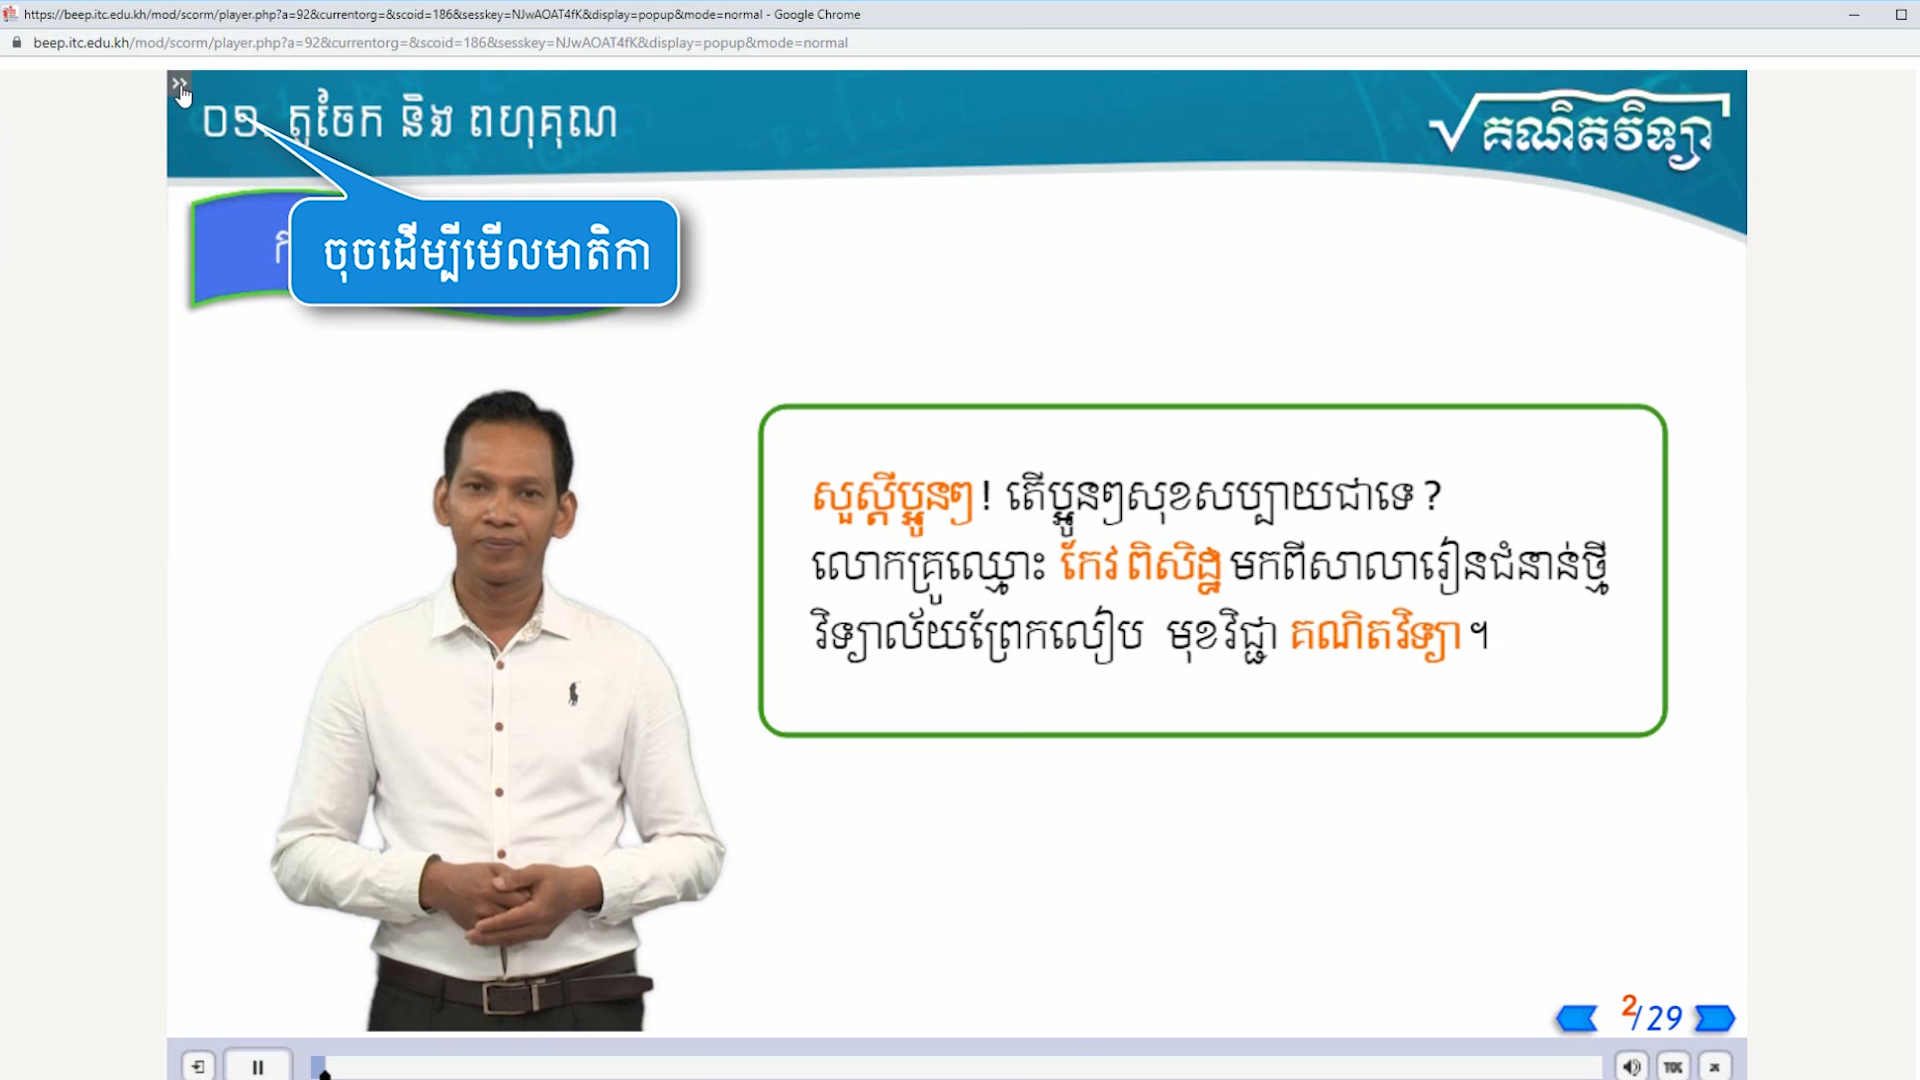 https://beep.itc.edu.kh/mod/scorm/player.php?a=92&currentorg=&scoid=186&sesskey=NJwAOAT4fK&display=popup&mode=normal - Google Chrome
beep.itc.edu.kh/mod/scorm/player.php?a=92&currentorg=&scoid=186&sesskey=NJwAOAT4fK&display=popup&mode=normal
០១. តួចែក និង ពហុគុណ
គណិតវិទ្យា
ចុចដើម្បីមើលមាតិកា
សួស្តីប្អូនៗ! តើប្អូនៗសុខសប្បាយជាទេ?
លោកគ្រូឈ្មោះ កែវ ពិសិដ្ឋ មកពីសាលារៀនជំនាន់ថ្មី
វិទ្យាល័យព្រែកលៀប មុខវិជ្ជា គណិតវិទ្យា ។
2/29
TOC